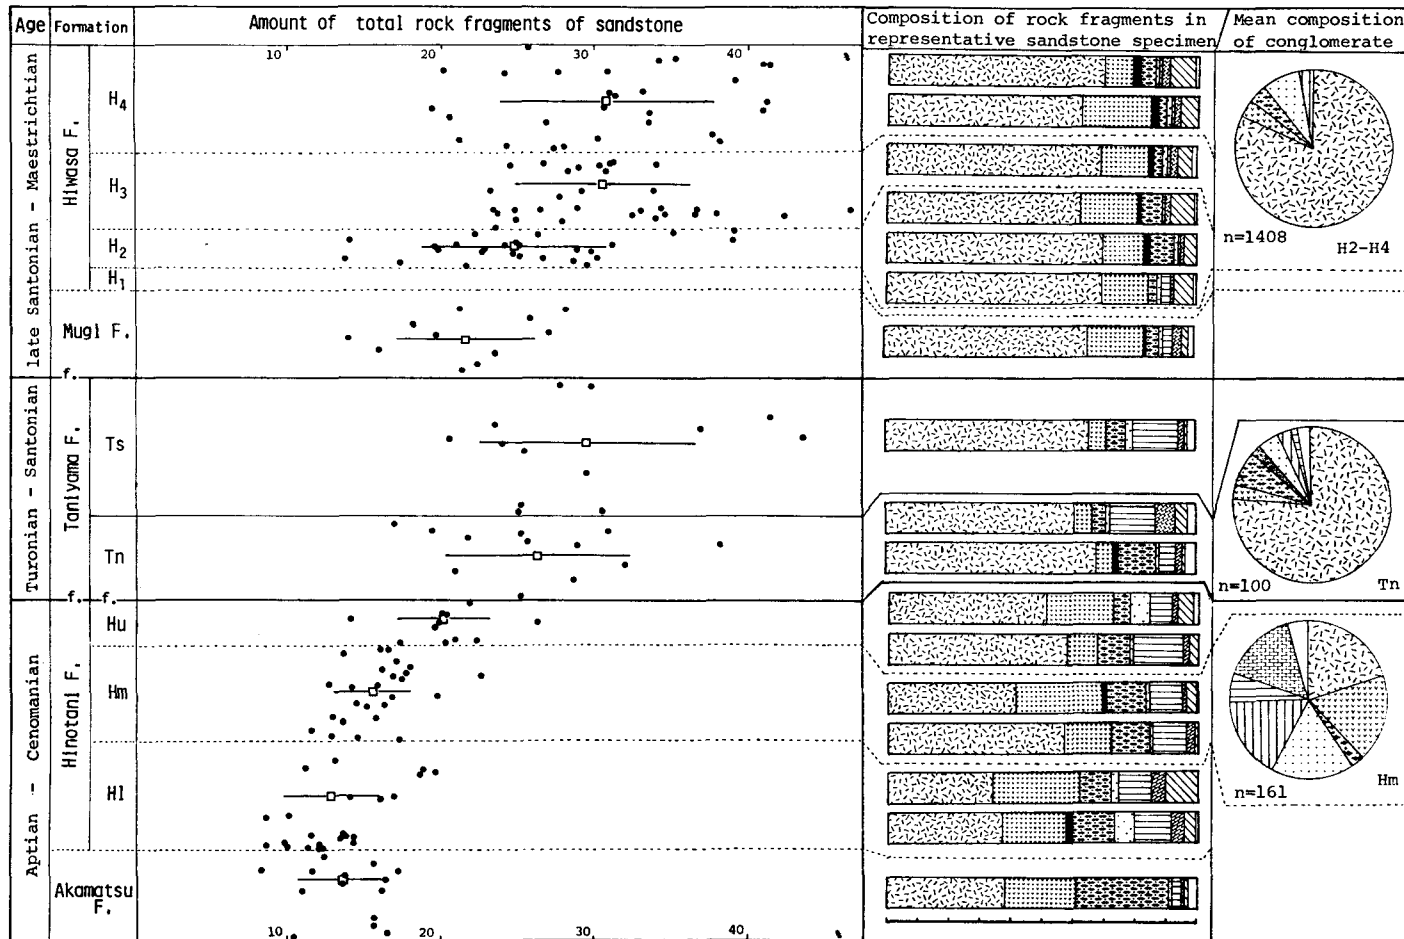 Age Formation Amount of total rock fragments of sandstone Composition of rock fragments in representative sandstone specimen Mean composition of conglomerate
10 20 30 40 %
late Santonian - Maestrichtian
Hiwasa F.
H4
H3
H2
H1
Mugi F.
f.
n=1408
H2-H4
Turonian - Santonian
Taniyama F.
Ts
Tn
n=100
Tn
f. f.
Aptian - Cenomanian
Hinotani F.
Hu
Hm
Hl
n=161
Hm
Akamatsu F.
10 20 30 40 %